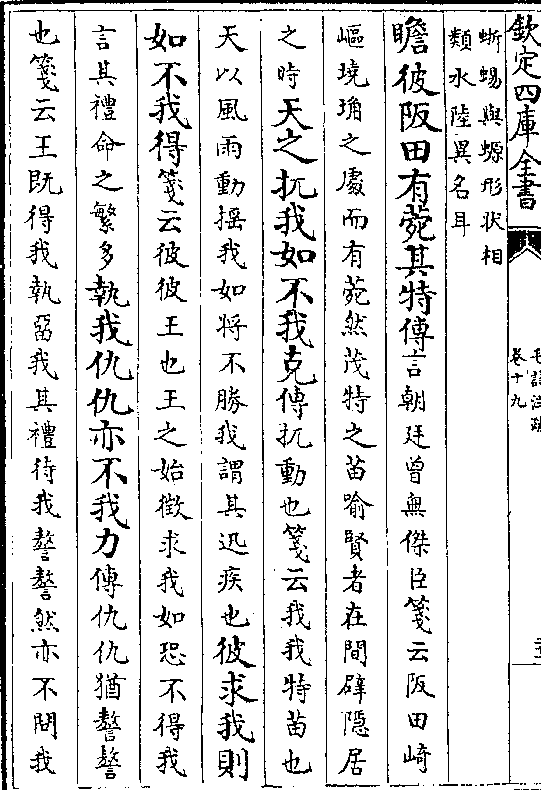 欽定四庫全書
毛詩注疏
卷十九
蜥蜴與螈形狀相
類水陸異名耳
瞻彼阪田有菀其特傳言朝廷曾無傑臣箋云阪田崎
嶇墝埆之處而有菀然茂特之苗喻賢者在間辟隱居
之時天之扤我如不我克傳扤動也箋云我我特苗也
天以風雨動揺我如將不勝我謂其迅疾也彼求我則
如不我得箋云彼彼王也王之始徵求我如恐不得我
言其禮命之繁多執我仇仇亦不我力傳仇仇猶謷謷
也箋云王既得我執留我其禮待我謷謷然亦不問我